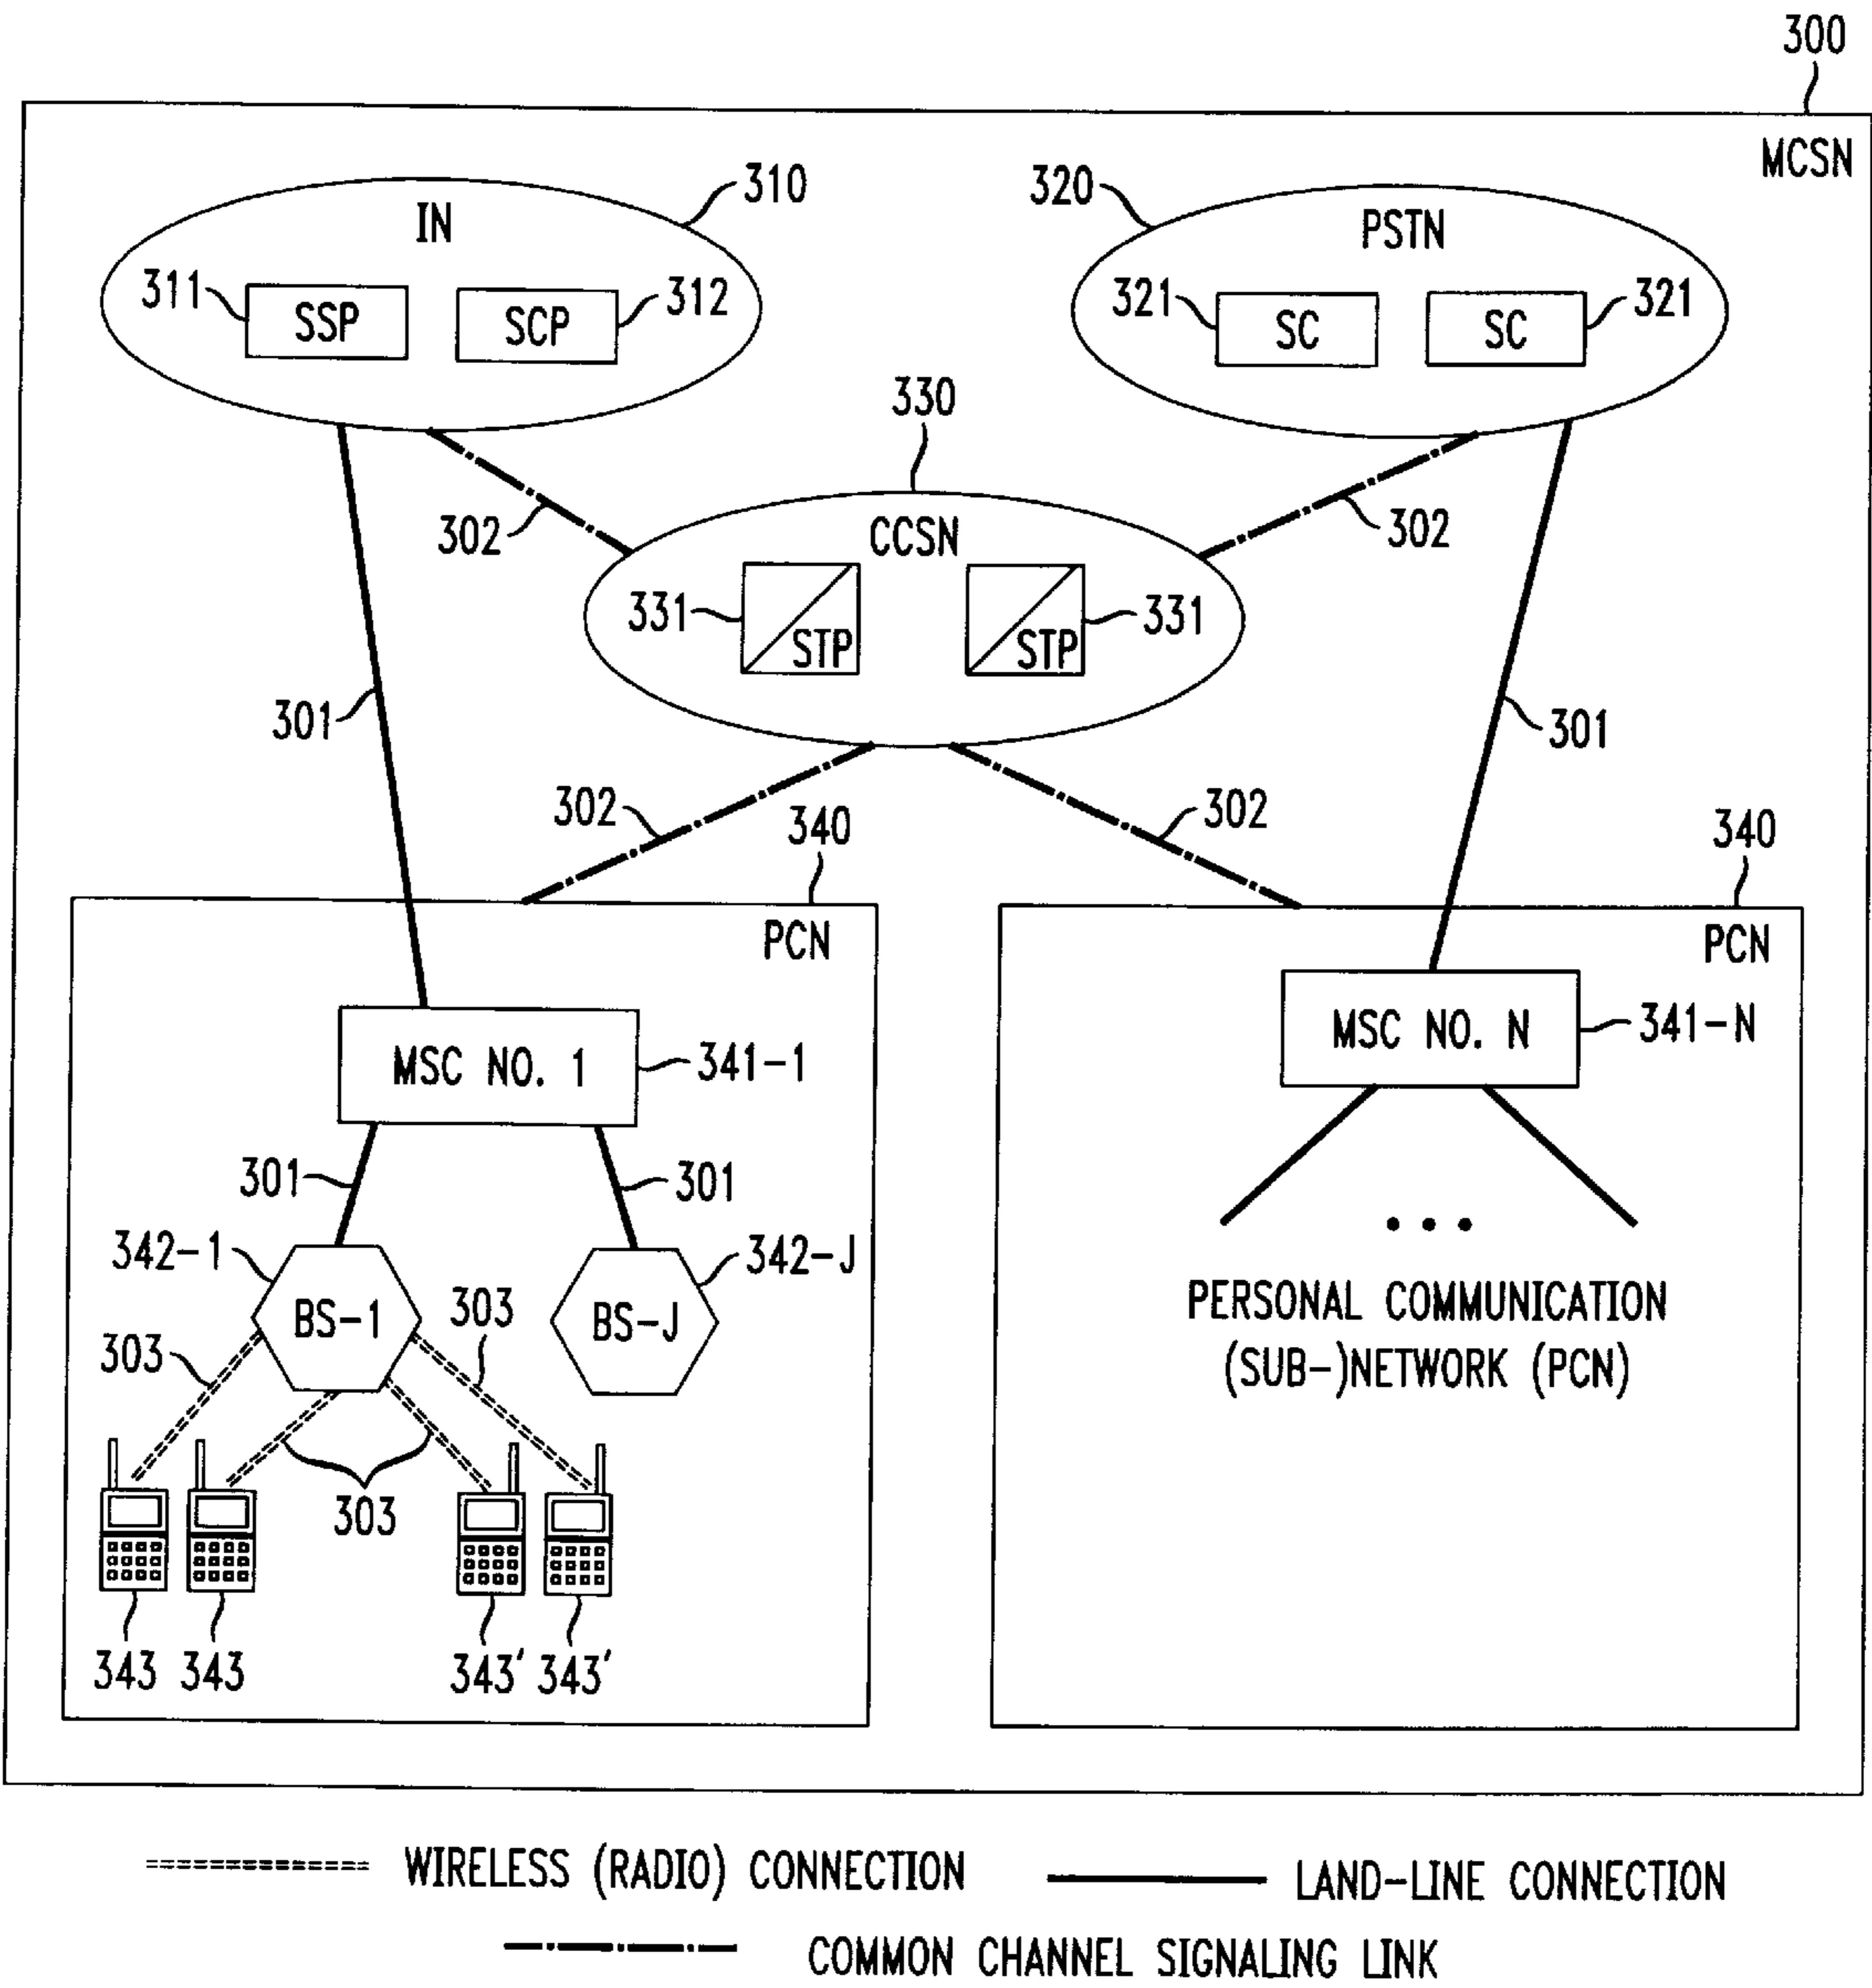 300
MCSN
310
320
IN
PSTN
311
SSP
SCP
312
321
SC
SC
321
330
CCSN
302
302
331
STP
STP
331
301
301
302
302
340
340
PCN
PCN
MSC NO. 1
341-1
MSC NO. N
341-N
301
301
342-1
342-J
BS-1
303
BS-J
303
PERSONAL COMMUNICATION
(SUB-)NETWORK (PCN)
303
343
343
343'
343'
WIRELESS (RADIO) CONNECTION
LAND-LINE CONNECTION
COMMON CHANNEL SIGNALING LINK